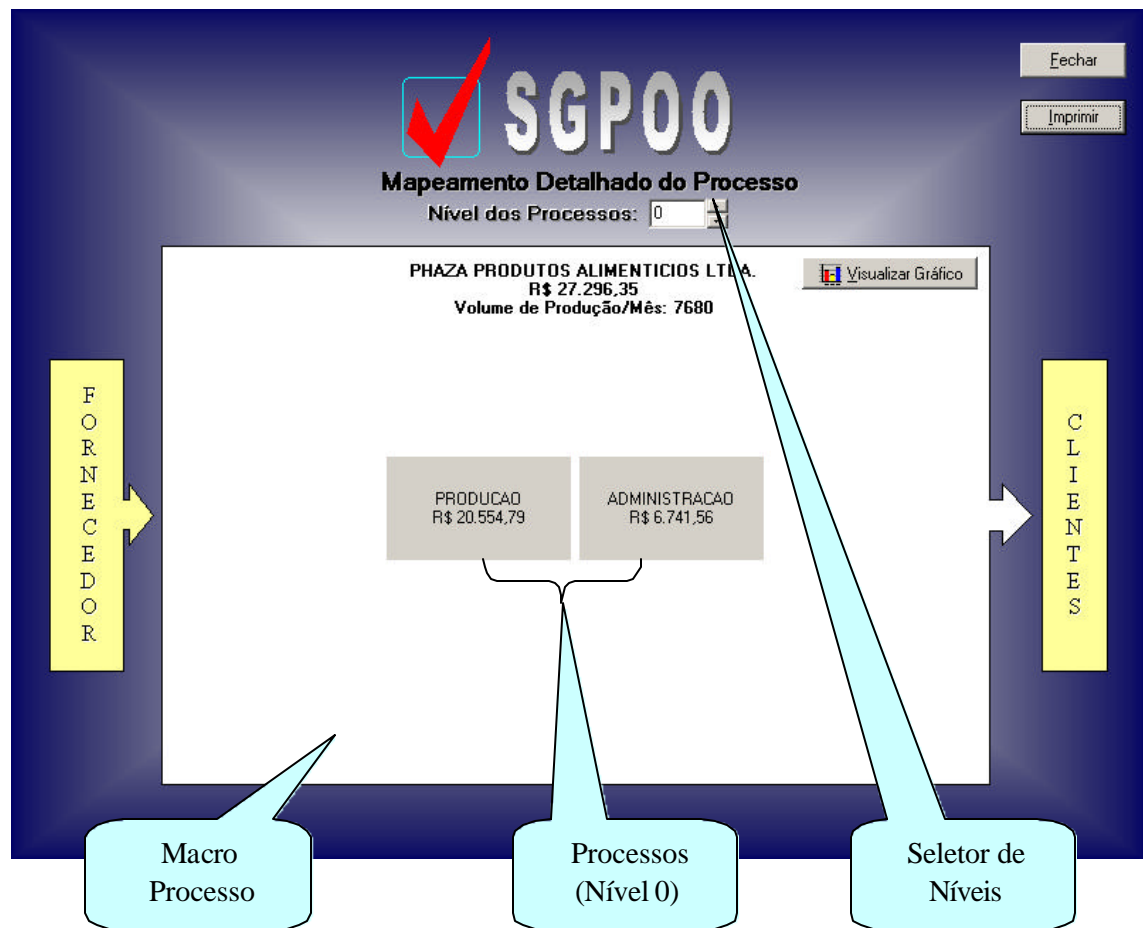 Fechar
Imprimir
SGPOO
Mapeamento Detalhado do Processo
Nível dos Processos: 0
PHAZA PRODUTOS ALIMENTICIOS LTDA.
R$ 27.296,35
Volume de Produção/Mês: 7680
Visualizar Gráfico
FORNECEDOR
PRODUCAO
R$ 20.554,79
ADMINISTRACAO
R$ 6.741,56
CLIENTES
Macro
Processo
Processos
(Nível 0)
Seletor de
Níveis